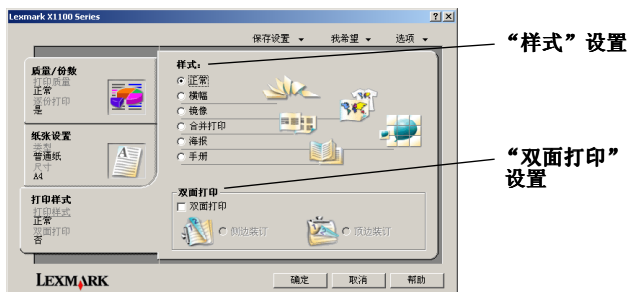 Lexmark X1100 Series
保存设置
我希望
选项
质量/份数
打印质量
正常
逐份打印
是
纸张设置
类型
普通纸
尺寸
A4
打印样式
打印样式
正常
双面打印
否
样式:
正常
横幅
镜像
合并打印
海报
手册
双面打印
双面打印
侧边装订
顶边装订
LEXMARK
确定
取消
帮助
“样式”设置
“双面打印”
设置